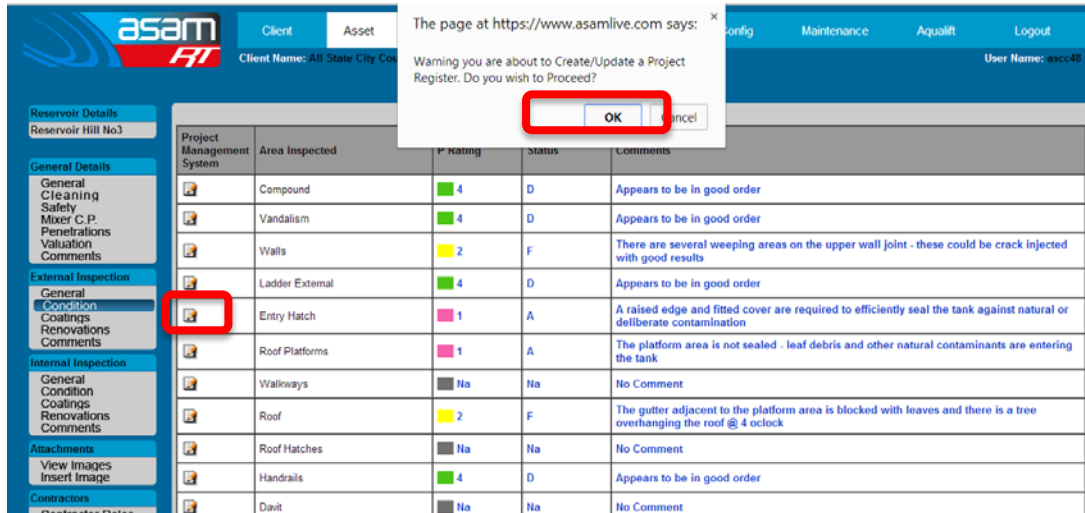 asam
RT
Client
Asset
onfig
Maintenance
Aqualift
Logout
Client Name: All State City Cou
User Name: ascc48
The page at https://www.asamlive.com says:
×
Warning you are about to Create/Update a Project
Register. Do you wish to Proceed?
OK
Cancel
Reservoir Details
Reservoir Hill No3
General Details
General
Cleaning
Safety
Mixer C.P.
Penetrations
Valuation
Comments
External Inspection
General
Condition
Coatings
Renovations
Comments
Internal Inspection
General
Condition
Coatings
Renovations
Comments
Attachments
View Images
Insert Image
Contractors
Project
Management
System
Area Inspected
P Rating
Status
Comments
Compound
4
D
Appears to be in good order
Vandalism
4
D
Appears to be in good order
Walls
2
F
There are several weeping areas on the upper wall joint - these could be crack injected
with good results
Ladder External
4
D
Appears to be in good order
Entry Hatch
1
A
A raised edge and fitted cover are required to efficiently seal the tank against natural or
deliberate contamination
Roof Platforms
1
A
The platform area is not sealed - leaf debris and other natural contaminants are entering
the tank
Walkways
Na
Na
No Comment
Roof
2
F
The gutter adjacent to the platform area is blocked with leaves and there is a tree
overhanging the roof @ 4 oclock
Roof Hatches
Na
Na
No Comment
Handrails
4
D
Appears to be in good order
Davit
Na
Na
No Comment